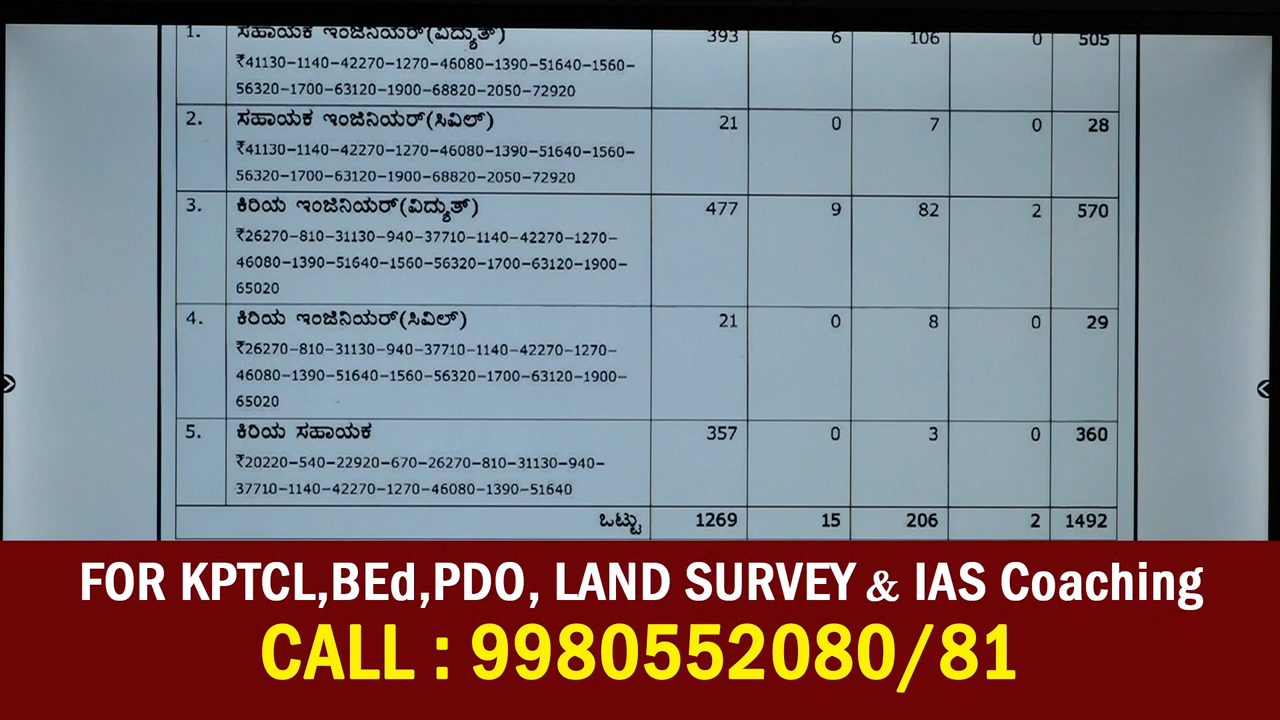 1. ಸಹಾಯಕ ಇಂಜಿನಿಯರ್(ವಿದ್ಯುತ್) 393 6 106 0 505
₹41130-1140-42270-1270-46080-1390-51640-1560-
56320-1700-63120-1900-68820-2050-72920
2. ಸಹಾಯಕ ಇಂಜಿನಿಯರ್(ಸಿವಿಲ್) 21 0 7 0 28
₹41130-1140-42270-1270-46080-1390-51640-1560-
56320-1700-63120-1900-68820-2050-72920
3. ಕಿರಿಯ ಇಂಜಿನಿಯರ್(ವಿದ್ಯುತ್) 477 9 82 2 570
₹26270-810-31130-940-37710-1140-42270-1270-
46080-1390-51640-1560-56320-1700-63120-1900-
65020
4. ಕಿರಿಯ ಇಂಜಿನಿಯರ್(ಸಿವಿಲ್) 21 0 8 0 29
₹26270-810-31130-940-37710-1140-42270-1270-
46080-1390-51640-1560-56320-1700-63120-1900-
65020
5. ಕಿರಿಯ ಸಹಾಯಕ 357 0 3 0 360
₹20220-540-22920-670-26270-810-31130-940-
37710-1140-42270-1270-46080-1390-51640
ಒಟ್ಟು 1269 15 206 2 1492
FOR KPTCL,BEd,PDO, LAND SURVEY & IAS Coaching
CALL : 9980552080/81